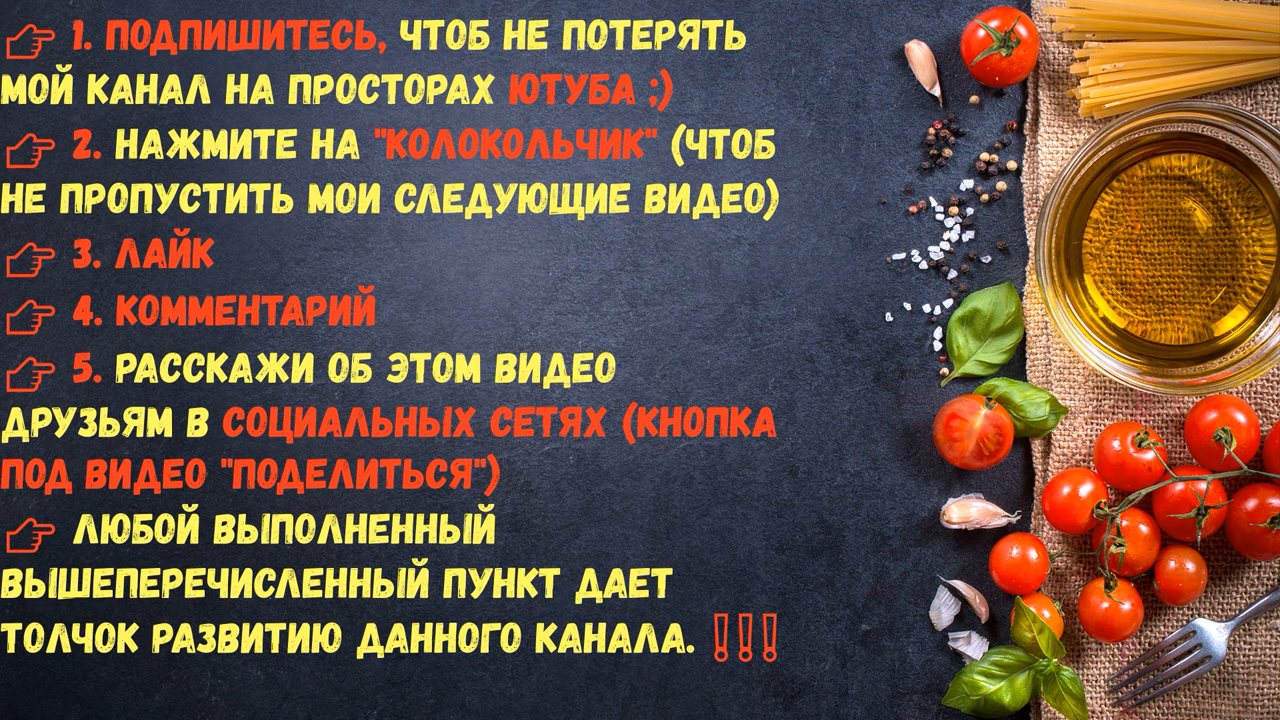 👉 1. ПОДПИШИТЕСЬ, ЧТОБ НЕ ПОТЕРЯТЬ
МОЙ КАНАЛ НА ПРОСТОРАХ ЮТУБА ;)
👉 2. НАЖМИТЕ НА "КОЛОКОЛЬЧИК" (ЧТОБ
НЕ ПРОПУСТИТЬ МОИ СЛЕДУЮЩИЕ ВИДЕО)
👉 3. ЛАЙК
👉 4. КОММЕНТАРИЙ
👉 5. РАССКАЖИ ОБ ЭТОМ ВИДЕО
ДРУЗЬЯМ В СОЦИАЛЬНЫХ СЕТЯХ (КНОПКА
ПОД ВИДЕО "ПОДЕЛИТЬСЯ")
👉 ЛЮБОЙ ВЫПОЛНЕННЫЙ
ВЫШЕПЕРЕЧИСЛЕННЫЙ ПУНКТ ДАЕТ
ТОЛЧОК РАЗВИТИЮ ДАННОГО КАНАЛА. ❗❗❗